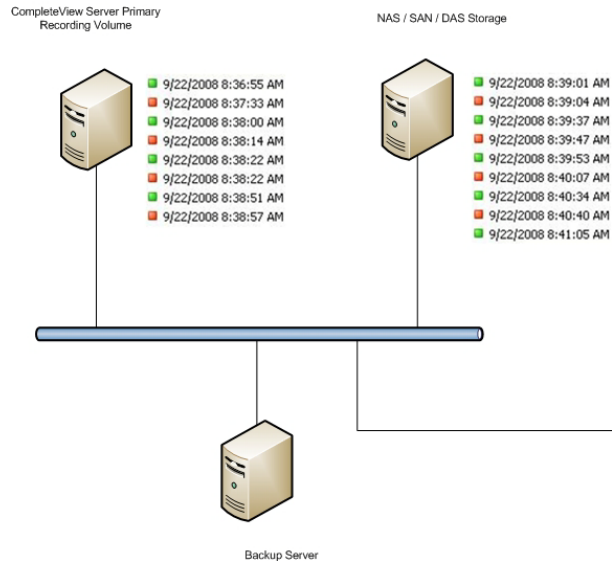 CompleteView Server Primary
Recording Volume
NAS / SAN / DAS Storage
9/22/2008 8:36:55 AM
9/22/2008 8:37:33 AM
9/22/2008 8:38:00 AM
9/22/2008 8:38:14 AM
9/22/2008 8:38:22 AM
9/22/2008 8:38:22 AM
9/22/2008 8:38:51 AM
9/22/2008 8:38:57 AM
9/22/2008 8:39:01 AM
9/22/2008 8:39:04 AM
9/22/2008 8:39:37 AM
9/22/2008 8:39:47 AM
9/22/2008 8:39:53 AM
9/22/2008 8:40:07 AM
9/22/2008 8:40:34 AM
9/22/2008 8:40:40 AM
9/22/2008 8:41:05 AM
Backup Server